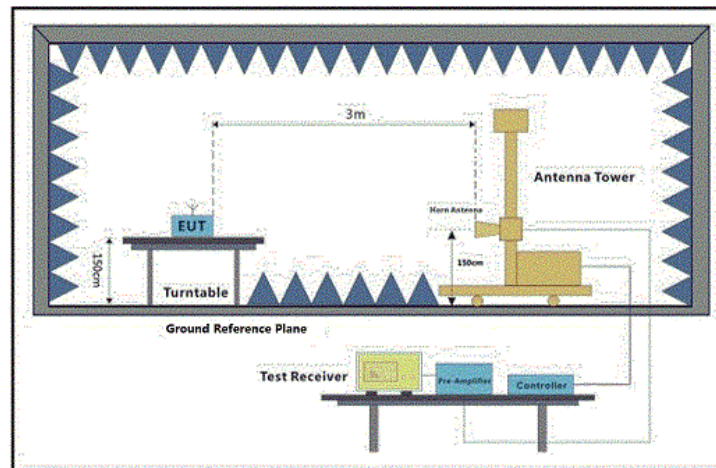 3m
Antenna Tower
Horn Antenna
EUT
150cm
150cm
Turntable
Ground Reference Plane
Test Receiver
Pre-Amplifier
Controller